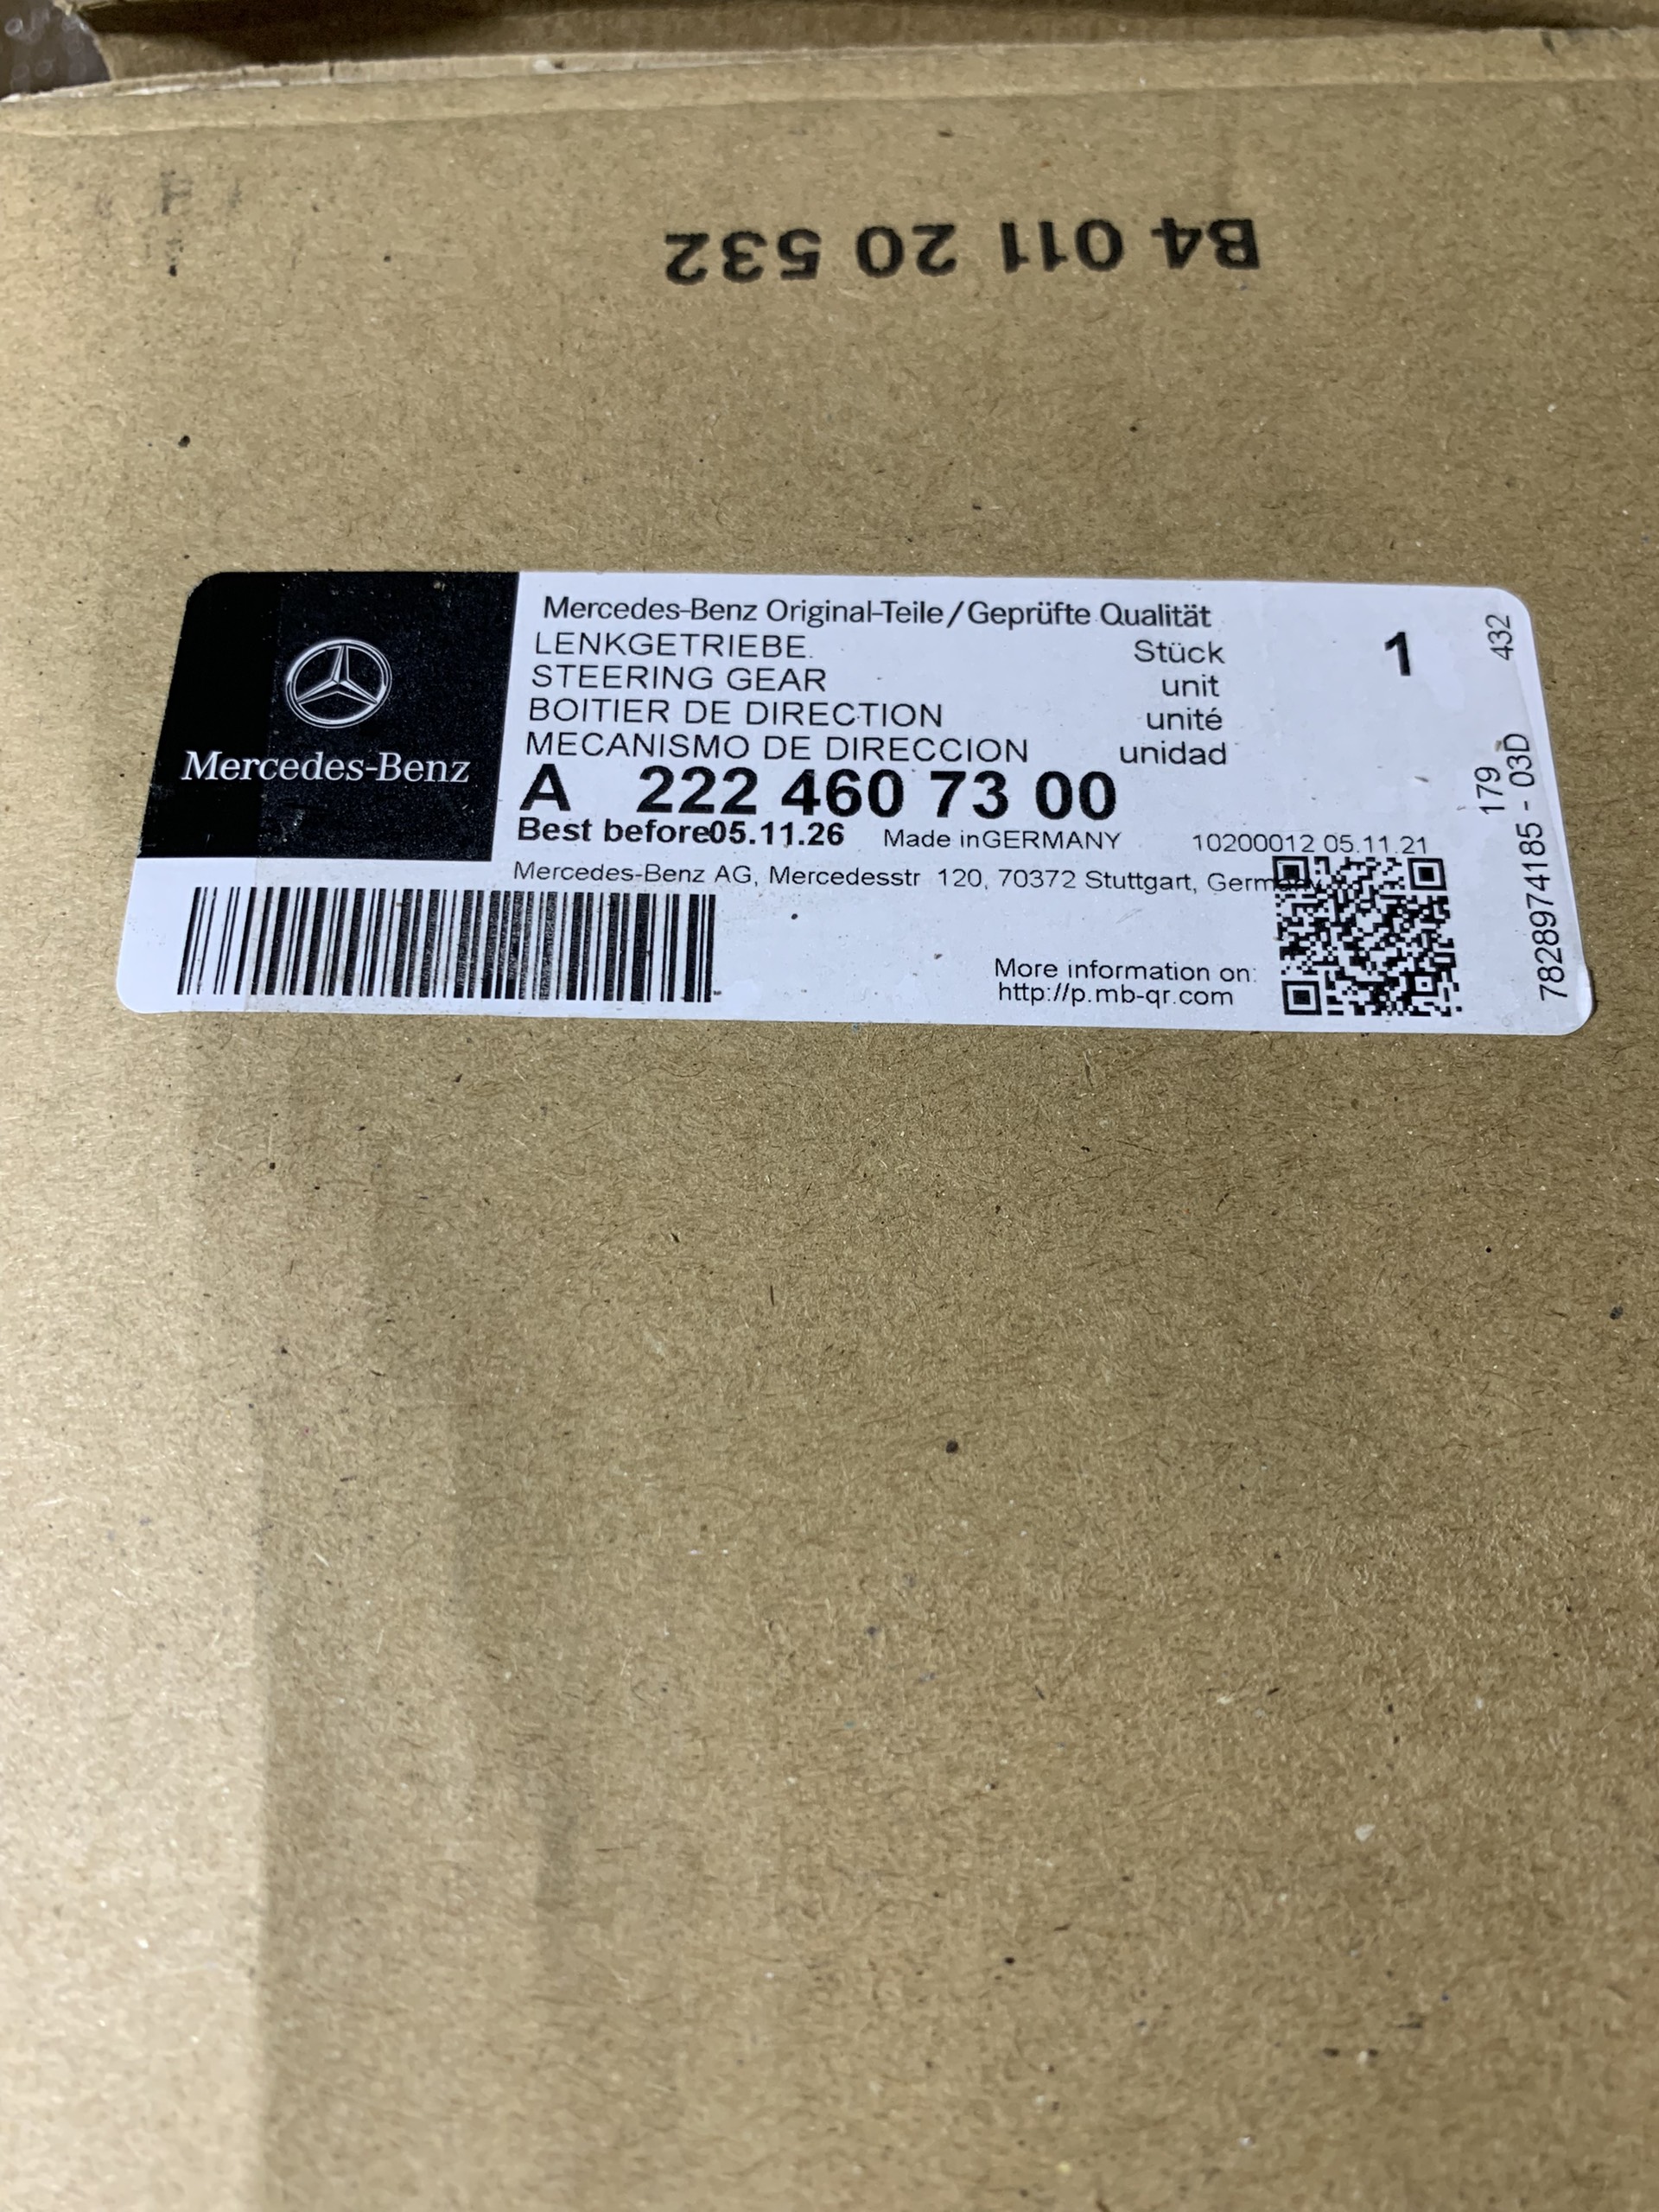 B4 011 20 532
Mercedes-Benz
Mercedes-Benz Original-Teile/Geprüfte Qualität
LENKGETRIEBE. Stück 1
STEERING GEAR unit
BOITIER DE DIRECTION unité
MECANISMO DE DIRECCION unidad
A 222 460 73 00
Best before05.11.26 Made inGERMANY 10200012 05.11.21
Mercedes-Benz AG, Mercedesstr 120, 70372 Stuttgart, Germany
More information on:
http://p.mb-qr.com
432
179
7828974185 - 03D